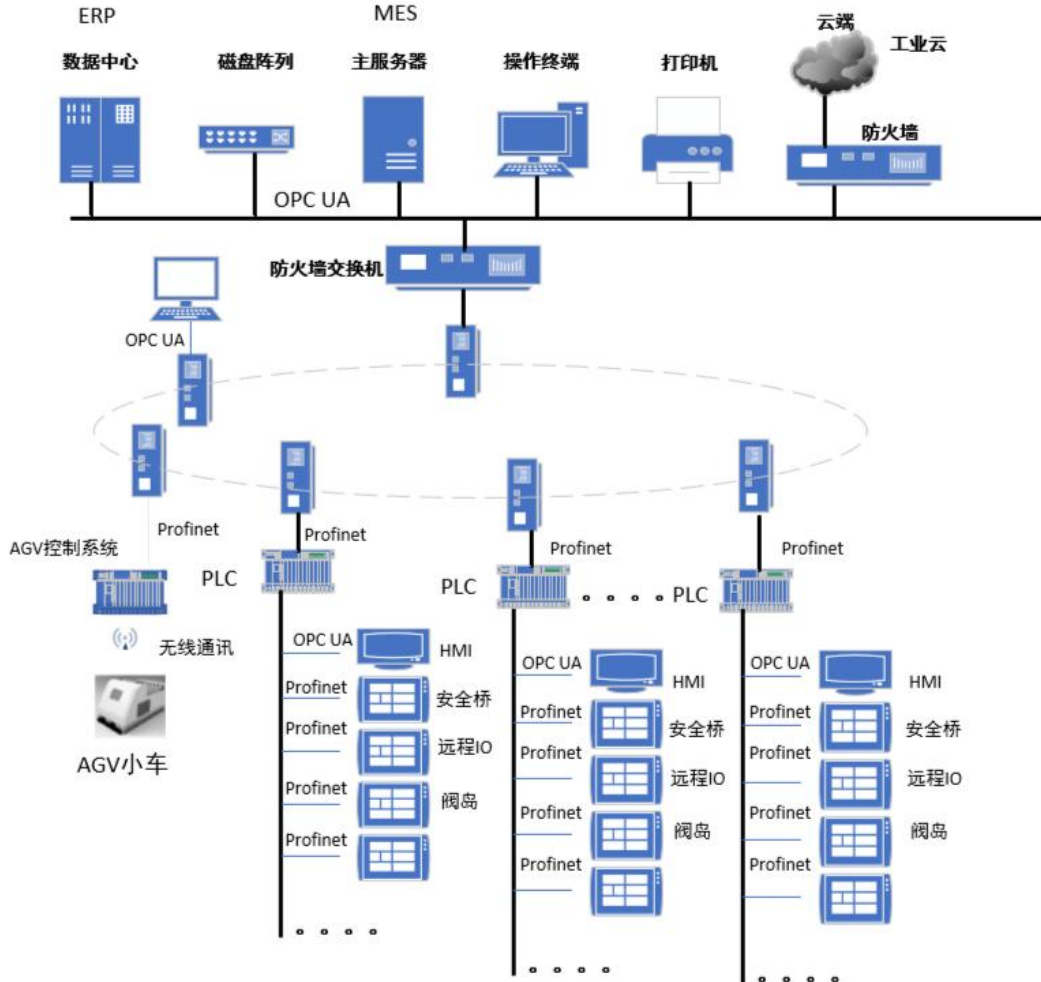 ERP
MES
数据中心
磁盘阵列
主服务器
操作终端
打印机
云端
工业云
防火墙
OPC UA
防火墙交换机
OPC UA
Profinet
AGV控制系统
无线通讯
AGV小车
Profinet
PLC
Profinet
PLC
Profinet
PLC
OPC UA
HMI
Profinet
安全桥
Profinet
远程IO
Profinet
阀岛
Profinet
OPC UA
HMI
Profinet
安全桥
Profinet
远程IO
Profinet
阀岛
Profinet
OPC UA
HMI
Profinet
安全桥
Profinet
远程IO
Profinet
阀岛
Profinet